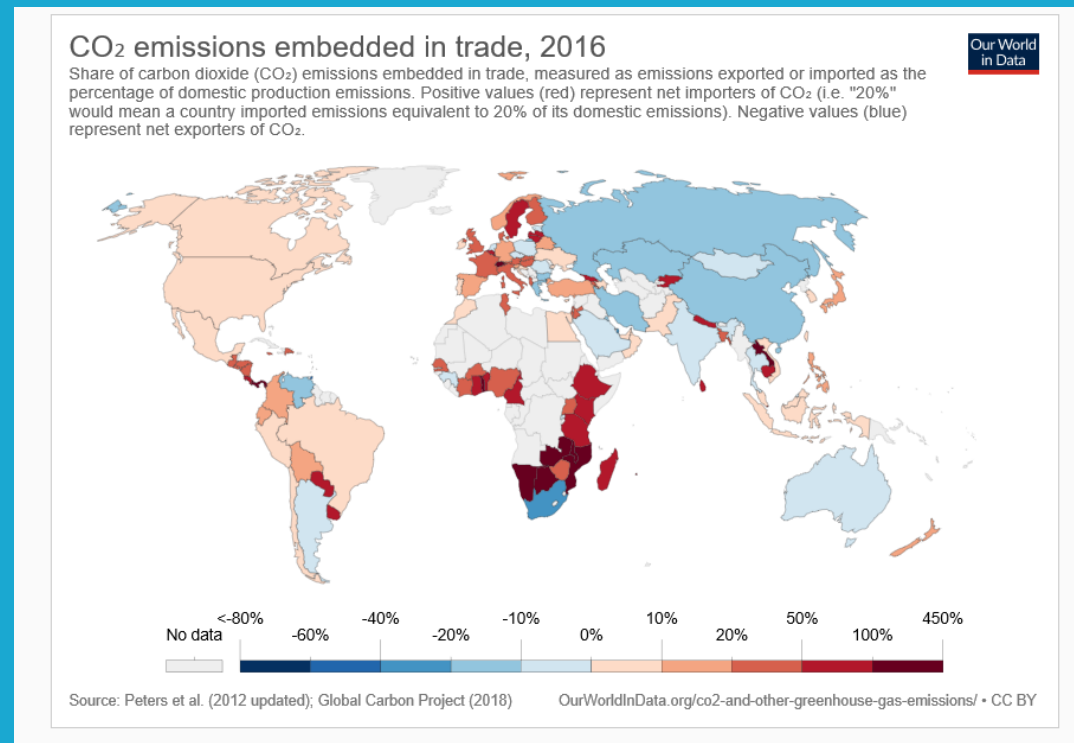 CO₂ emissions embedded in trade, 2016
Our World
in Data
Share of carbon dioxide (CO₂) emissions embedded in trade, measured as emissions exported or imported as the
percentage of domestic production emissions. Positive values (red) represent net importers of CO₂ (i.e. "20%"
would mean a country imported emissions equivalent to 20% of its domestic emissions). Negative values (blue)
represent net exporters of CO₂.
<-80% -40% -10% 10% 50% 450%
No data -60% -20% 0% 20% 100%
Source: Peters et al. (2012 updated); Global Carbon Project (2018) OurWorldInData.org/co2-and-other-greenhouse-gas-emissions/ • CC BY